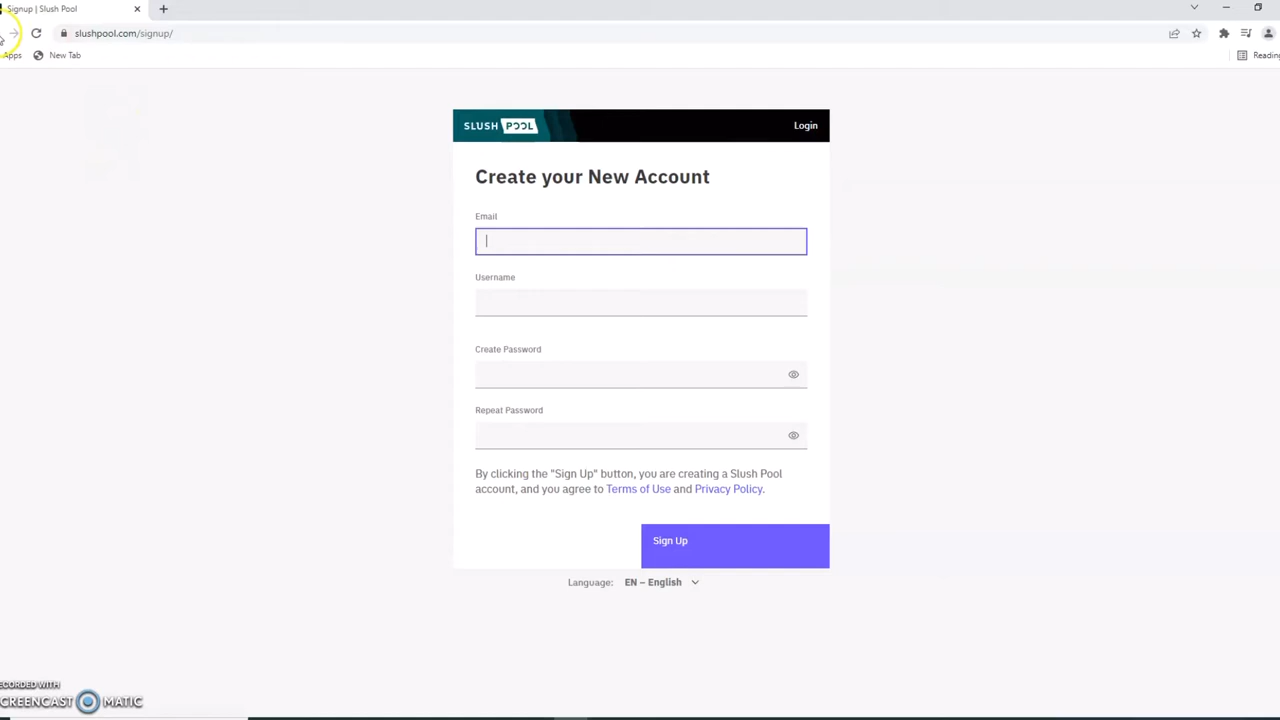 Signup | Slush Pool
slushpool.com/signup/
Apps
New Tab
Reading
SLUSH POOL
Login
Create your New Account
Email
Username
Create Password
Repeat Password
By clicking the "Sign Up" button, you are creating a Slush Pool
account, and you agree to Terms of Use and Privacy Policy.
Sign Up
Language: EN – English
ECORDED WITH
CREENCAST MATIC